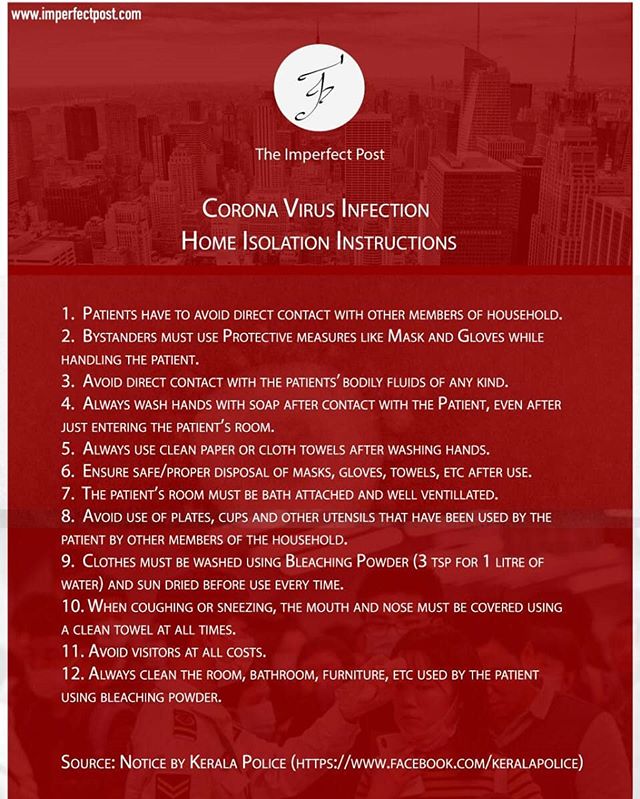 www.imperfectpost.com
The Imperfect Post
Corona Virus Infection
Home Isolation Instructions
1. Patients have to avoid direct contact with other members of household.
2. Bystanders must use Protective measures like Mask and Gloves while
handling the patient.
3. Avoid direct contact with the patients' bodily fluids of any kind.
4. Always wash hands with soap after contact with the Patient, even after
just entering the patient's room.
5. Always use clean paper or cloth towels after washing hands.
6. Ensure safe/proper disposal of masks, gloves, towels, etc after use.
7. The patient's room must be bath attached and well ventillated.
8. Avoid use of plates, cups and other utensils that have been used by the
patient by other members of the household.
9. Clothes must be washed using Bleaching Powder (3 tsp for 1 litre of
water) and sun dried before use every time.
10. When coughing or sneezing, the mouth and nose must be covered using
a clean towel at all times.
11. Avoid visitors at all costs.
12. Always clean the room, bathroom, furniture, etc used by the patient
using bleaching powder.
Source: Notice by Kerala Police (https://www.facebook.com/keralapolice)